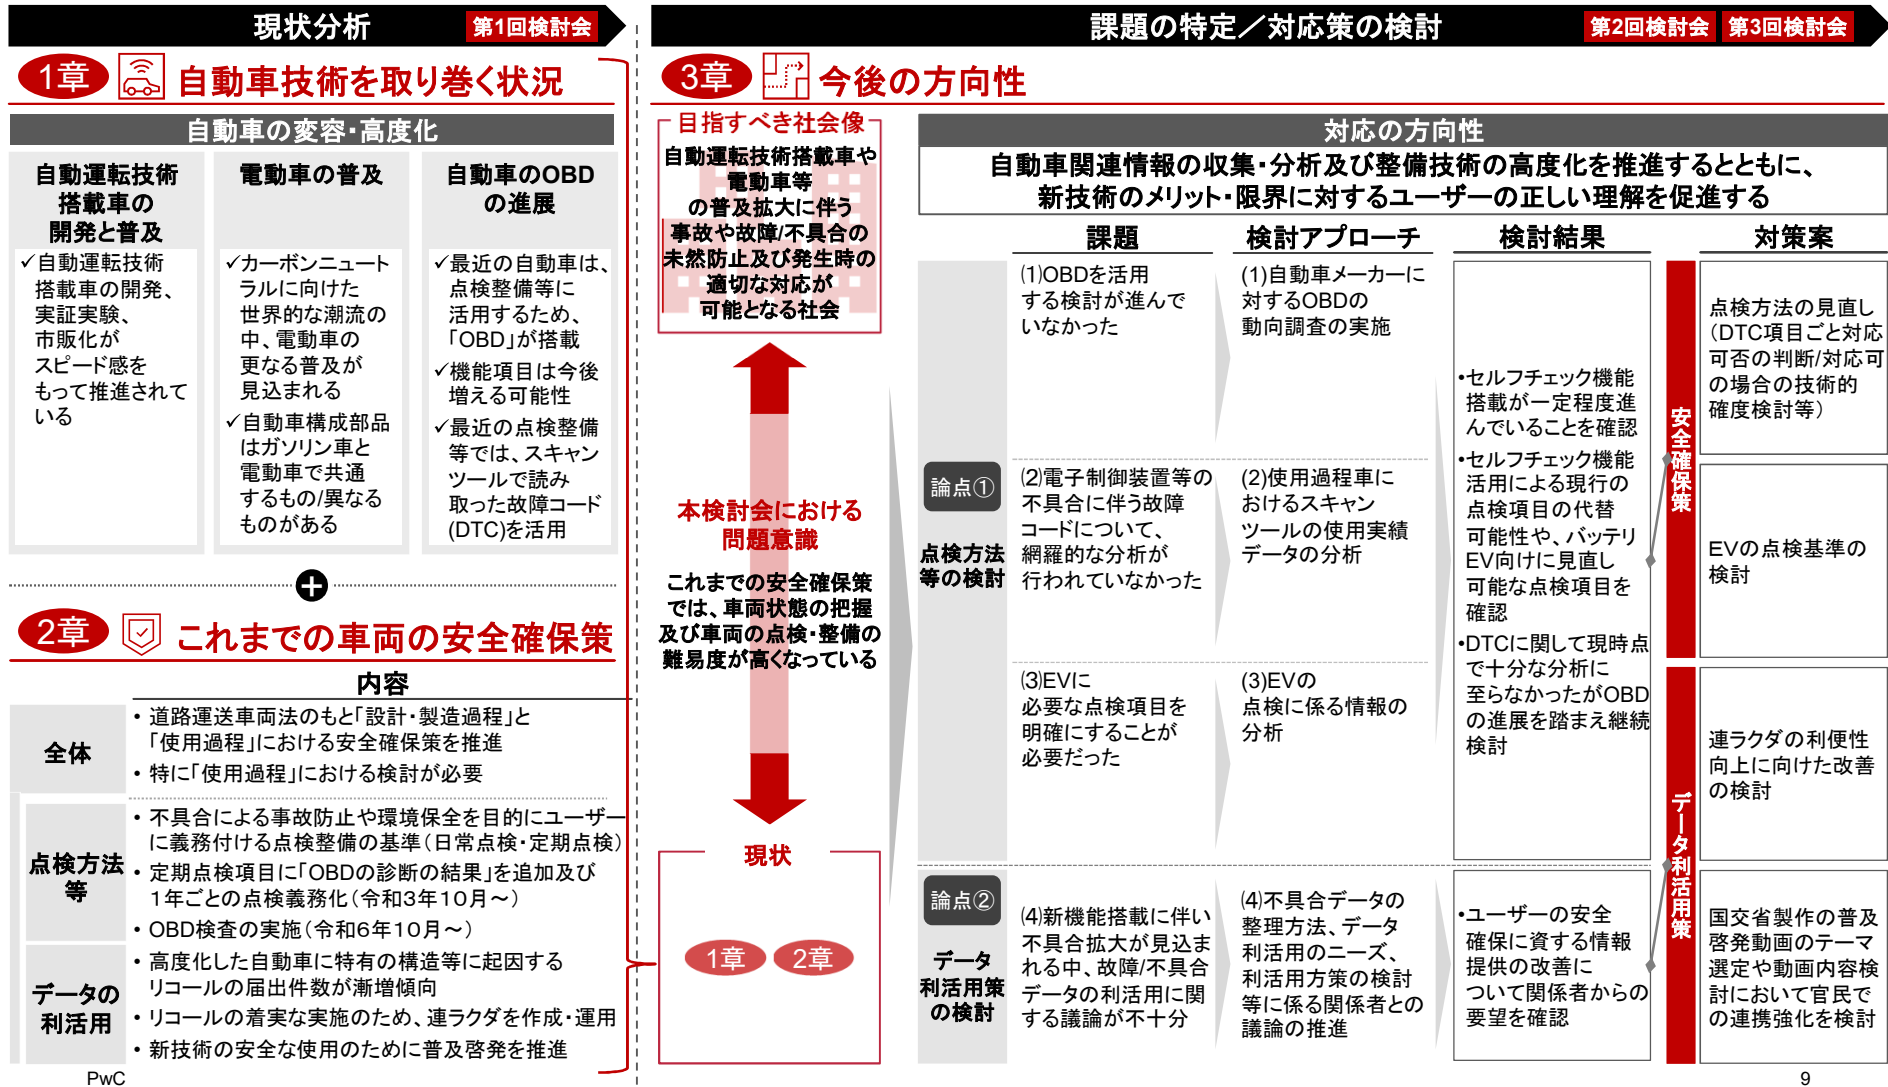 現状分析
第1回検討会
1章
自動車技術を取り巻く状況
自動車の変容・高度化
自動運転技術
搭載車の
開発と普及
✓自動運転技術
搭載車の開発、
実証実験、
市販化が
スピード感を
もって推進されて
いる
電動車の普及
✓カーボンニュート
ラルに向けた
世界的な潮流の
中、電動車の
更なる普及が
見込まれる
✓自動車構成部品
はガソリン車と
電動車で共通
するもの/異なる
ものがある
自動車のOBD
の進展
✓最近の自動車は、
点検整備等に
活用するため、
「OBD」が搭載
✓機能項目は今後
増える可能性
✓最近の点検整備
等では、スキャン
ツールで読み
取った故障コード
(DTC)を活用
+
2章
これまでの車両の安全確保策
内容
全体
• 道路運送車両法のもと「設計・製造過程」と
「使用過程」における安全確保策を推進
• 特に「使用過程」における検討が必要
点検方法
等
• 不具合による事故防止や環境保全を目的にユーザー
に義務付ける点検整備の基準（日常点検・定期点検）
• 定期点検項目に「OBDの診断の結果」を追加及び
1年ごとの点検義務化（令和3年10月～）
• OBD検査の実施（令和6年10月～）
データの
利活用
• 高度化した自動車に特有の構造等に起因する
リコールの届出件数が漸増傾向
• リコールの着実な実施のため、連ラクダを作成・運用
• 新技術の安全な使用のために普及啓発を推進
課題の特定／対応策の検討
第2回検討会
第3回検討会
3章
今後の方向性
目指すべき社会像
自動運転技術搭載車や
電動車等
の普及拡大に伴う
事故や故障/不具合の
未然防止及び発生時の
適切な対応が
可能となる社会
本検討会における
問題意識
これまでの安全確保策
では、車両状態の把握
及び車両の点検・整備の
難易度が高くなっている
現状
1章
2章
対応の方向性
自動車関連情報の収集・分析及び整備技術の高度化を推進するとともに、
新技術のメリット・限界に対するユーザーの正しい理解を促進する
課題
検討アプローチ
検討結果
対策案
論点①
点検方法
等の検討
(1)OBDを活用
する検討が進んで
いなかった
(1)自動車メーカーに
対するOBDの
動向調査の実施
(2)電子制御装置等の
不具合に伴う故障
コードについて、
網羅的な分析が
行われていなかった
(2)使用過程車に
おけるスキャン
ツールの使用実績
データの分析
(3)EVに
必要な点検項目を
明確にすることが
必要だった
(3)EVの
点検に係る情報の
分析
•セルフチェック機能
搭載が一定程度進
んでいることを確認
•セルフチェック機能
活用による現行の
点検項目の代替
可能性や、バッテリ
EV向けに見直し
可能な点検項目を
確認
•DTCに関して現時点
で十分な分析に
至らなかったがOBD
の進展を踏まえ継続
検討
論点②
データ
利活用策
の検討
(4)新機能搭載に伴い
不具合拡大が見込ま
れる中、故障/不具合
データの利活用に関
する議論が不十分
(4)不具合データの
整理方法、データ
利活用のニーズ、
利活用方策の検討
等に係る関係者との
議論の推進
•ユーザーの安全
確保に資する情報
提供の改善に
ついて関係者からの
要望を確認
安全確保策
点検方法の見直し
（DTC項目ごと対応
可否の判断/対応可
の場合の技術的
確度検討等）
EVの点検基準の
検討
データ利活用策
連ラクダの利便性
向上に向けた改善
の検討
国交省製作の普及
啓発動画のテーマ
選定や動画内容検
討において官民で
の連携強化を検討
PwC
9